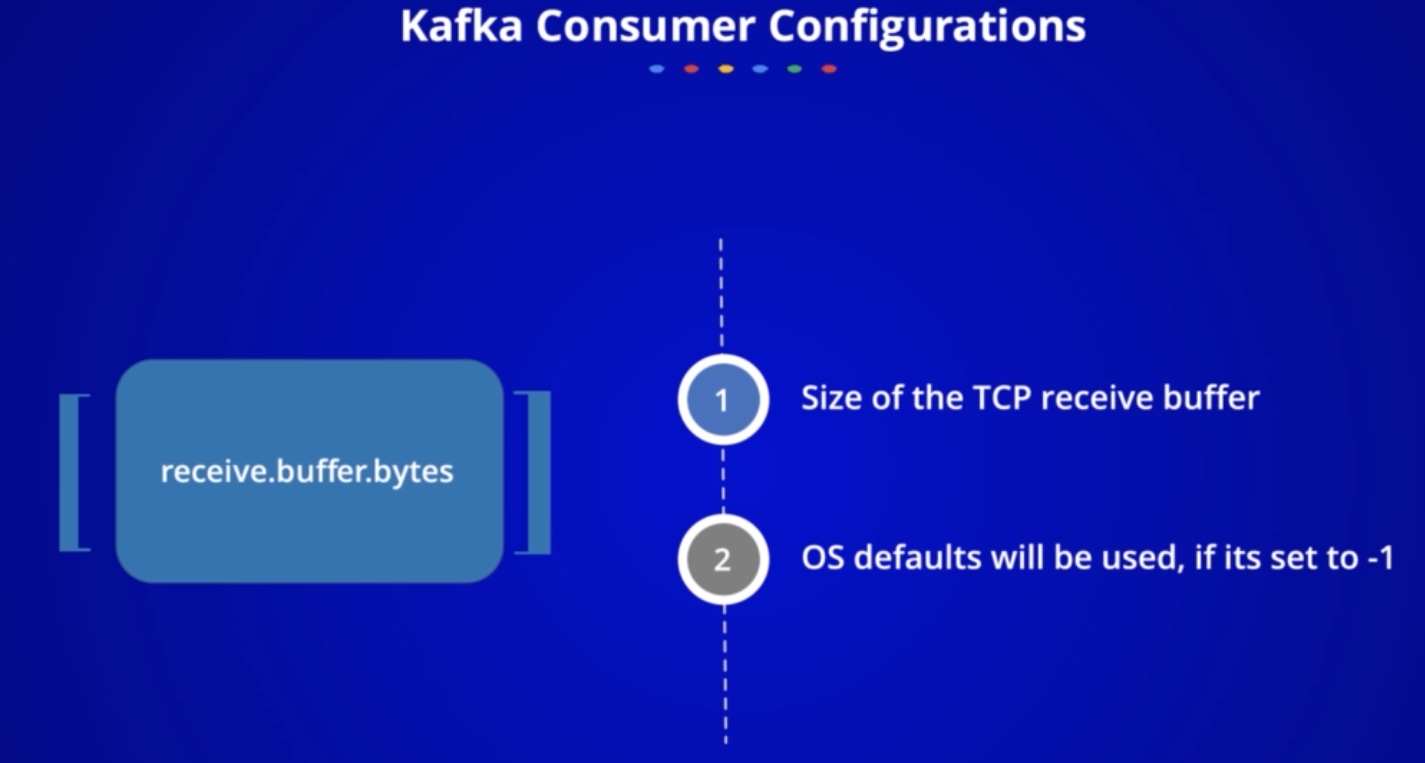 Kafka Consumer Configurations
receive.buffer.bytes
1
Size of the TCP receive buffer
2
OS defaults will be used, if its set to -1